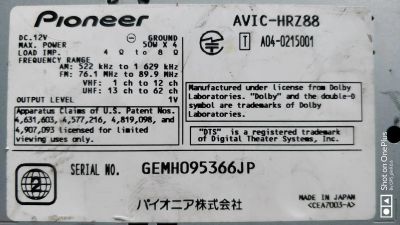 Pioneer
AVIC-HRZ88
DC.12V ⊖ GROUND
MAX. POWER 50W X 4
LOAD IMP. 4 Ω to 8 Ω
FREQUENCY RANGE
AM: 522 kHz to 1 629 kHz
FM: 76.1 MHz to 89.9 MHz
VHF: 1 ch to 12 ch
UHF: 13 ch to 62 ch
OUTPUT LEVEL 1V
T A04-0215001
Manufactured under license from Dolby
Laboratories. "Dolby" and the double-D
symbol are trademarks of Dolby
Laboratories.
Apparatus Claims of U.S. Patent Nos.
4,631,603, 4,577,216, 4,819,098, and
4,907,093 licensed for limited
viewing uses only.
"DTS" is a registered trademark
of Digital Theater Systems, Inc.
2
SERIAL NO. GEMH095366JP
パイオニア株式会社
MADE IN JAPAN
<CEA7003-A>
Shot on OnePlus